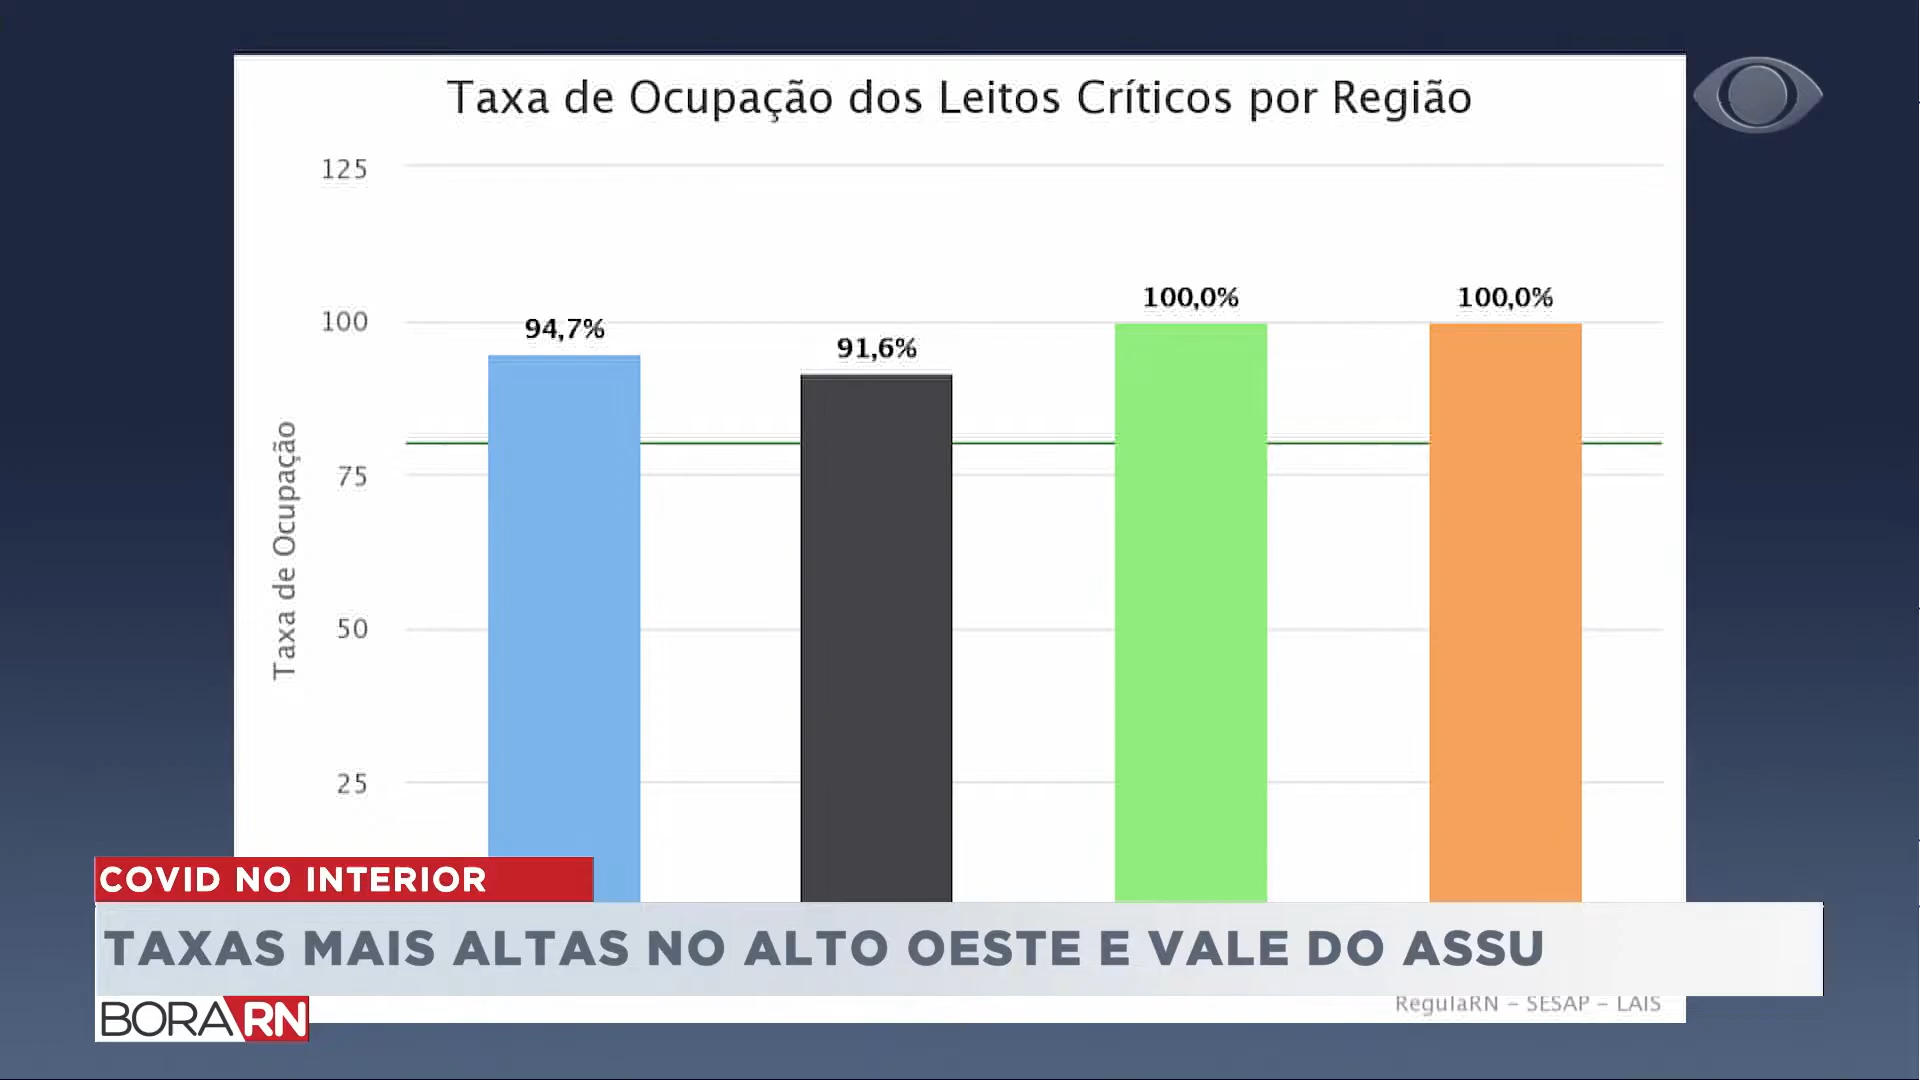 Taxa de Ocupação dos Leitos Críticos por Região
125
100
75
50
25
Taxa de Ocupação
94,7%
91,6%
100,0%
100,0%
COVID NO INTERIOR
TAXAS MAIS ALTAS NO ALTO OESTE E VALE DO ASSU
RegulaRN – SESAP – LAIS
BORA RN